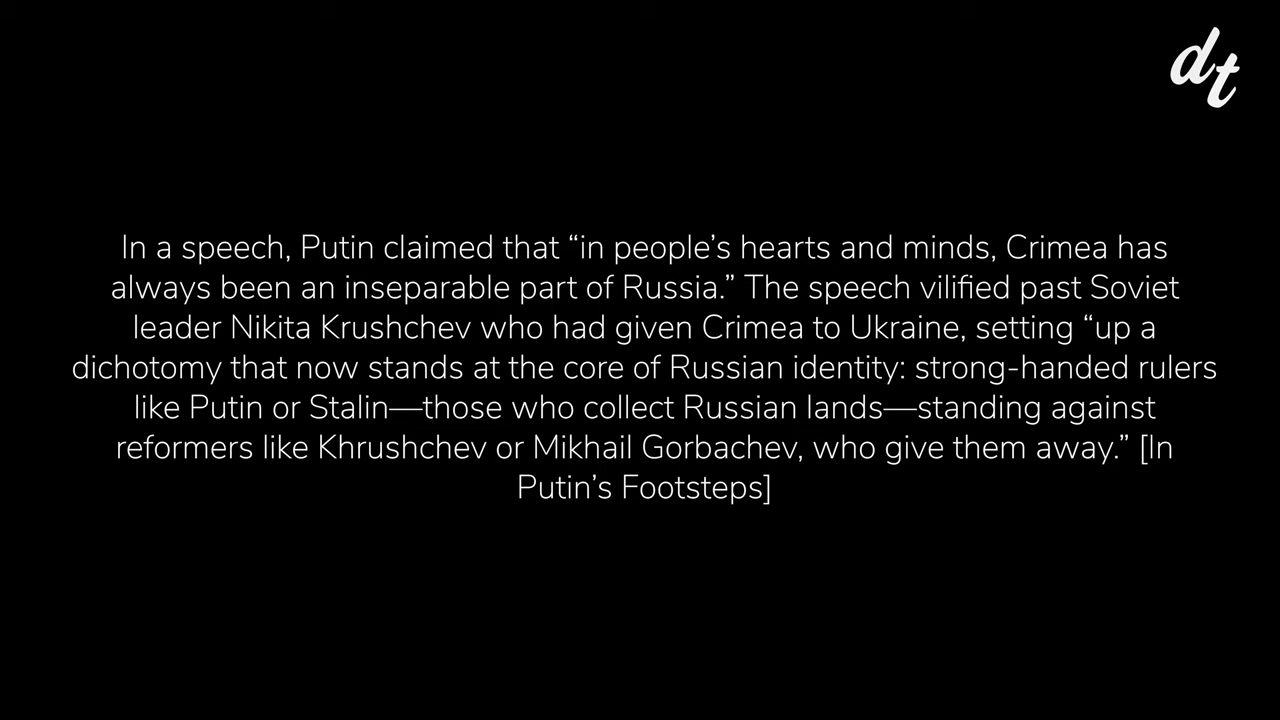 dt
In a speech, Putin claimed that “in people’s hearts and minds, Crimea has
always been an inseparable part of Russia.” The speech vilified past Soviet
leader Nikita Krushchev who had given Crimea to Ukraine, setting “up a
dichotomy that now stands at the core of Russian identity: strong-handed rulers
like Putin or Stalin—those who collect Russian lands—standing against
reformers like Khrushchev or Mikhail Gorbachev, who give them away.” [In
Putin’s Footsteps]